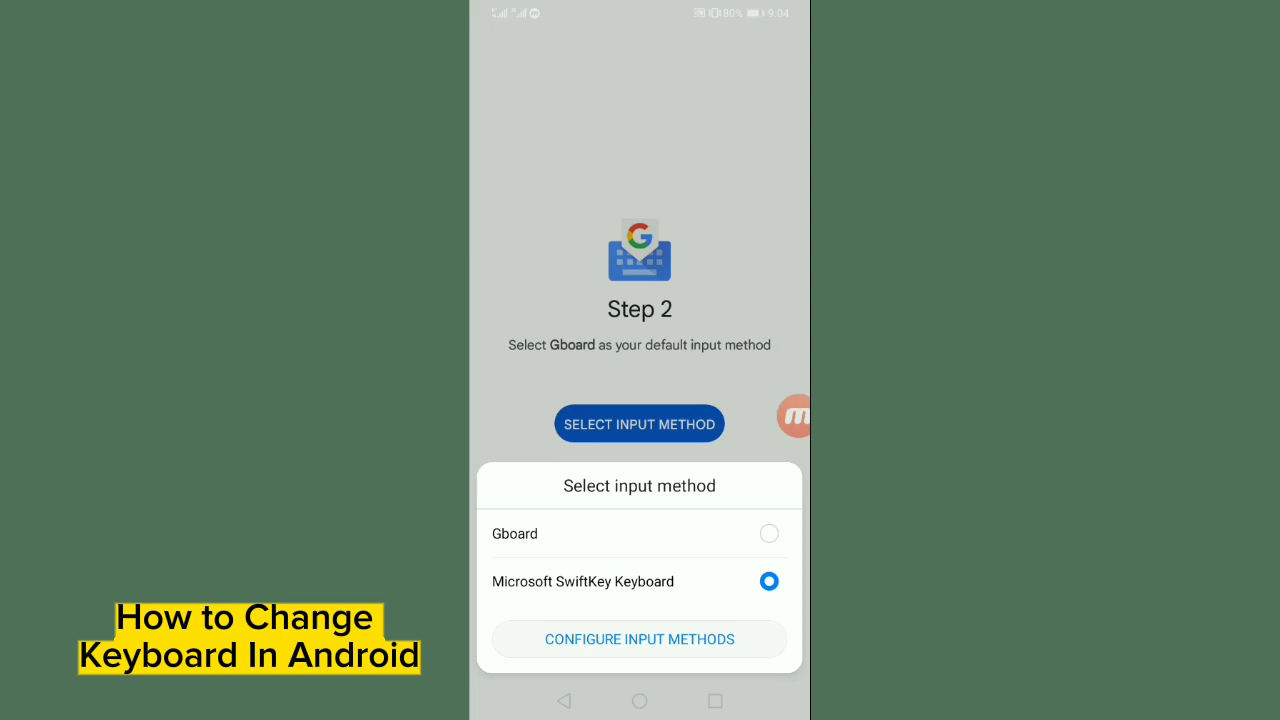 80% 9:04
G
Step 2
Select Gboard as your default input method
SELECT INPUT METHOD
Select input method
Gboard
Microsoft SwiftKey Keyboard
CONFIGURE INPUT METHODS
How to Change
Keyboard In Android